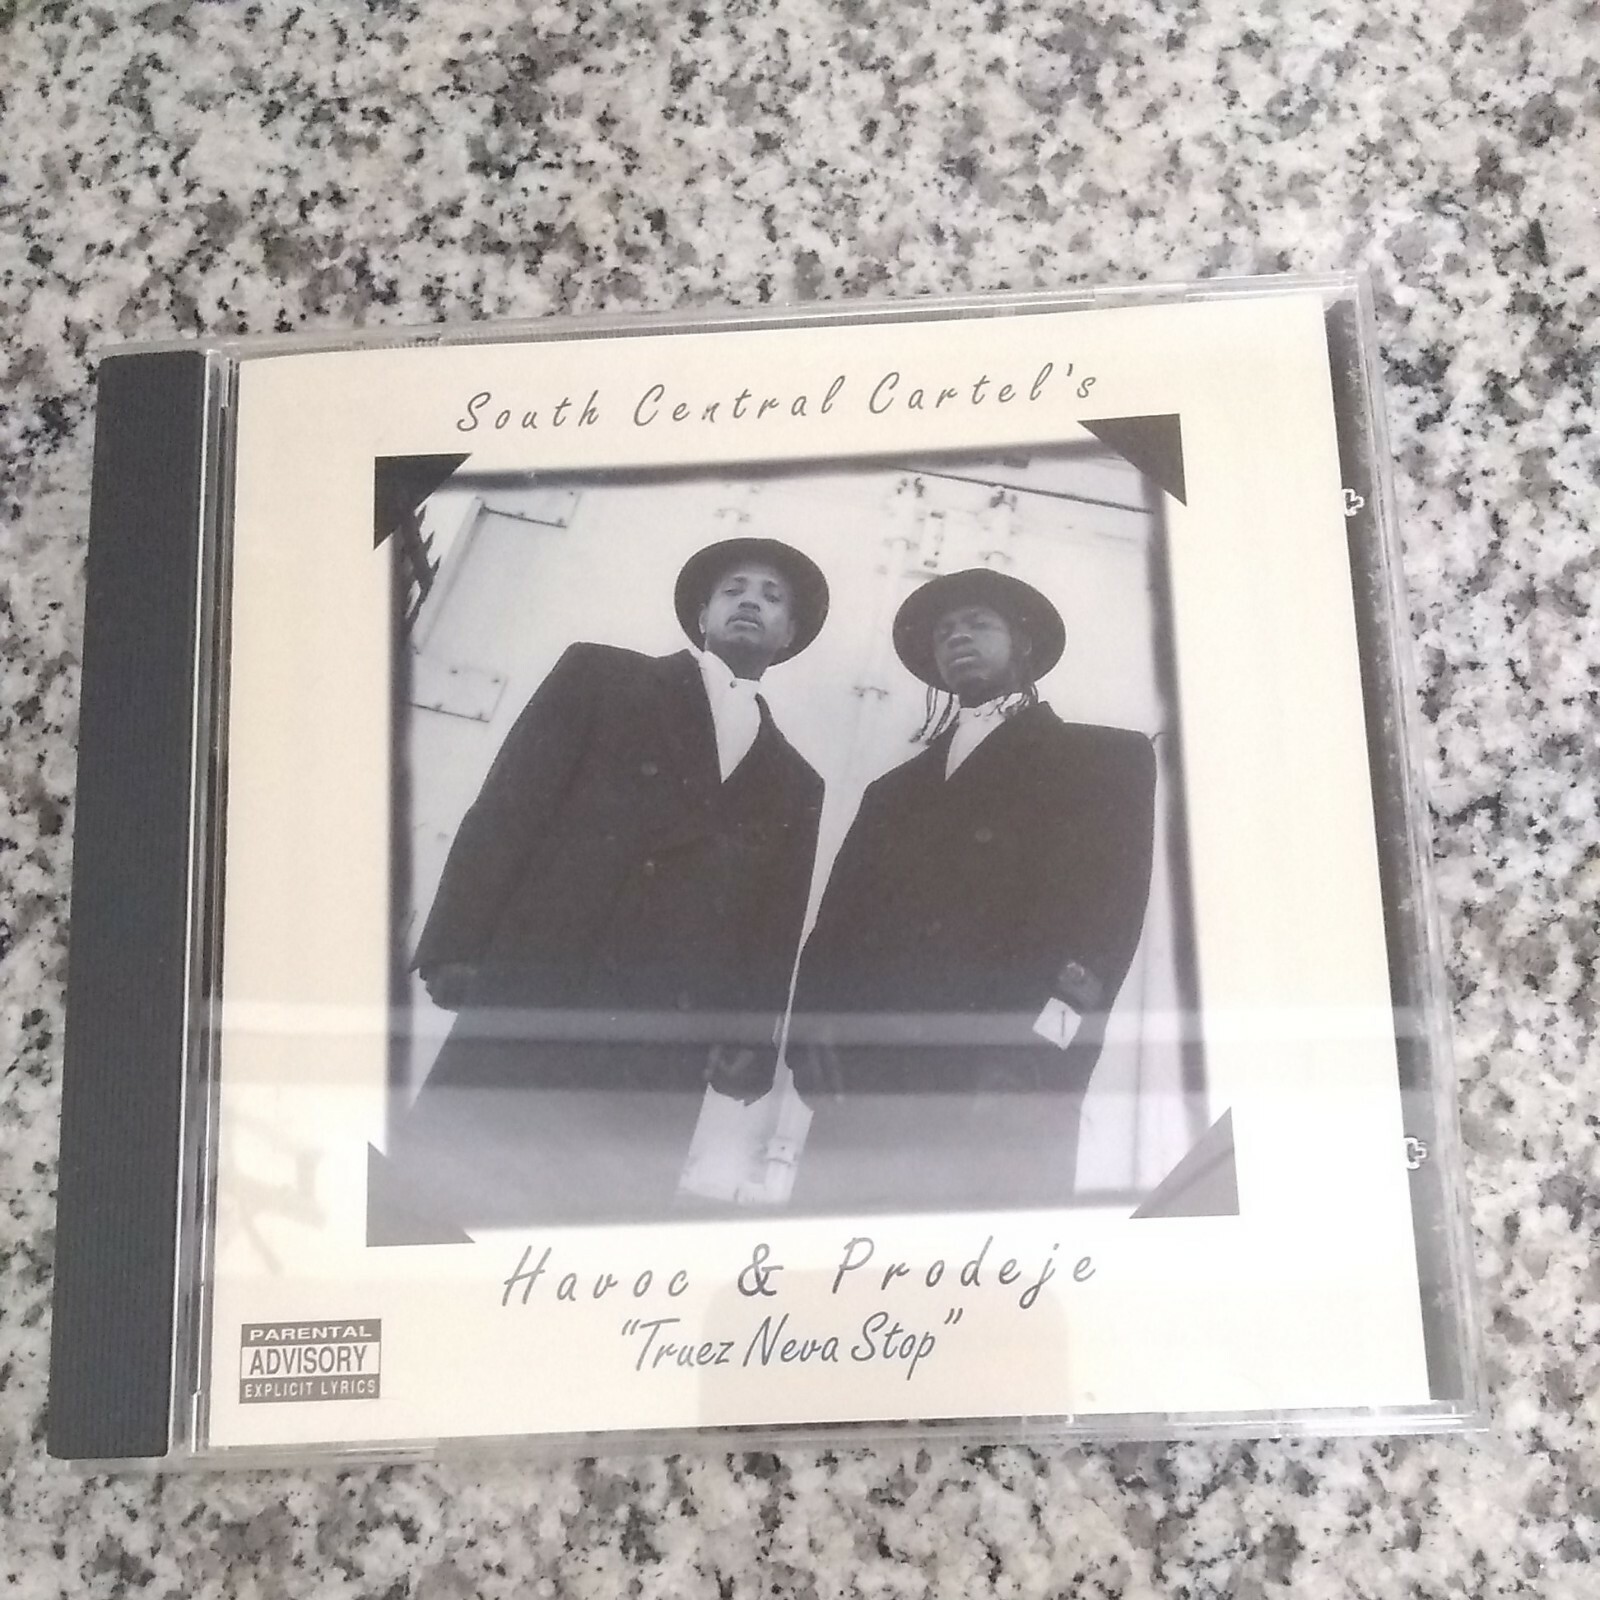 South Central Cartel's
Havoc & Prodeje
"Truez Neva Stop"
PARENTAL
ADVISORY
EXPLICIT LYRICS